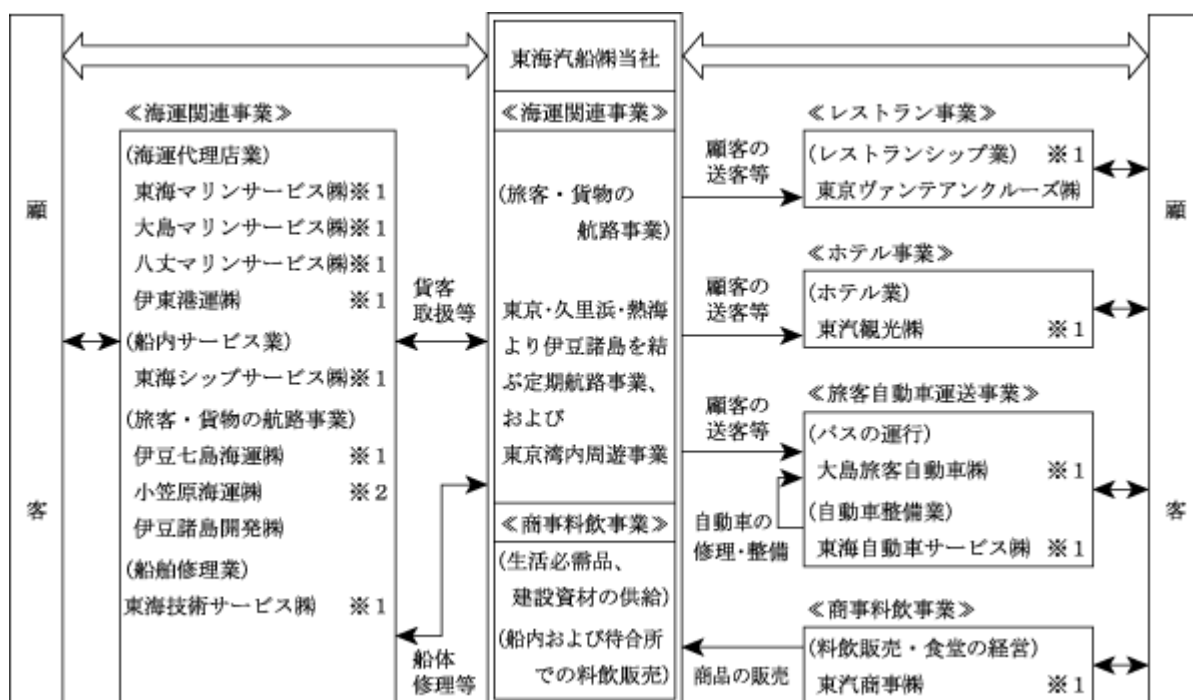 顧
客
≪海運関連事業≫
(海運代理店業)
東海マリンサービス㈱※1
大島マリンサービス㈱※1
八丈マリンサービス㈱※1
伊東港運㈱ ※1
(船内サービス業)
東海シップサービス㈱※1
(旅客・貨物の航路事業)
伊豆七島海運㈱ ※1
小笠原海運㈱ ※2
伊豆諸島開発㈱
(船舶修理業)
東海技術サービス㈱ ※1
貨客
取扱等
船体
修理等
東海汽船㈱当社
≪海運関連事業≫
(旅客・貨物の
航路事業)
東京・久里浜・熱海
より伊豆諸島を結
ぶ定期航路事業、
および
東京湾内周遊事業
≪商事料飲事業≫
(生活必需品、
建設資材の供給)
(船内および待合所
での料飲販売)
顧客の
送客等
顧客の
送客等
顧客の
送客等
自動車の
修理・整備
商品の販売
≪レストラン事業≫
(レストランシップ業) ※1
東京ヴァンテアンクルーズ㈱
≪ホテル事業≫
(ホテル業)
東汽観光㈱ ※1
≪旅客自動車運送事業≫
(バスの運行)
大島旅客自動車㈱ ※1
(自動車整備業)
東海自動車サービス㈱ ※1
≪商事料飲事業≫
(料飲販売・食堂の経営)
東汽商事㈱ ※1
顧
客